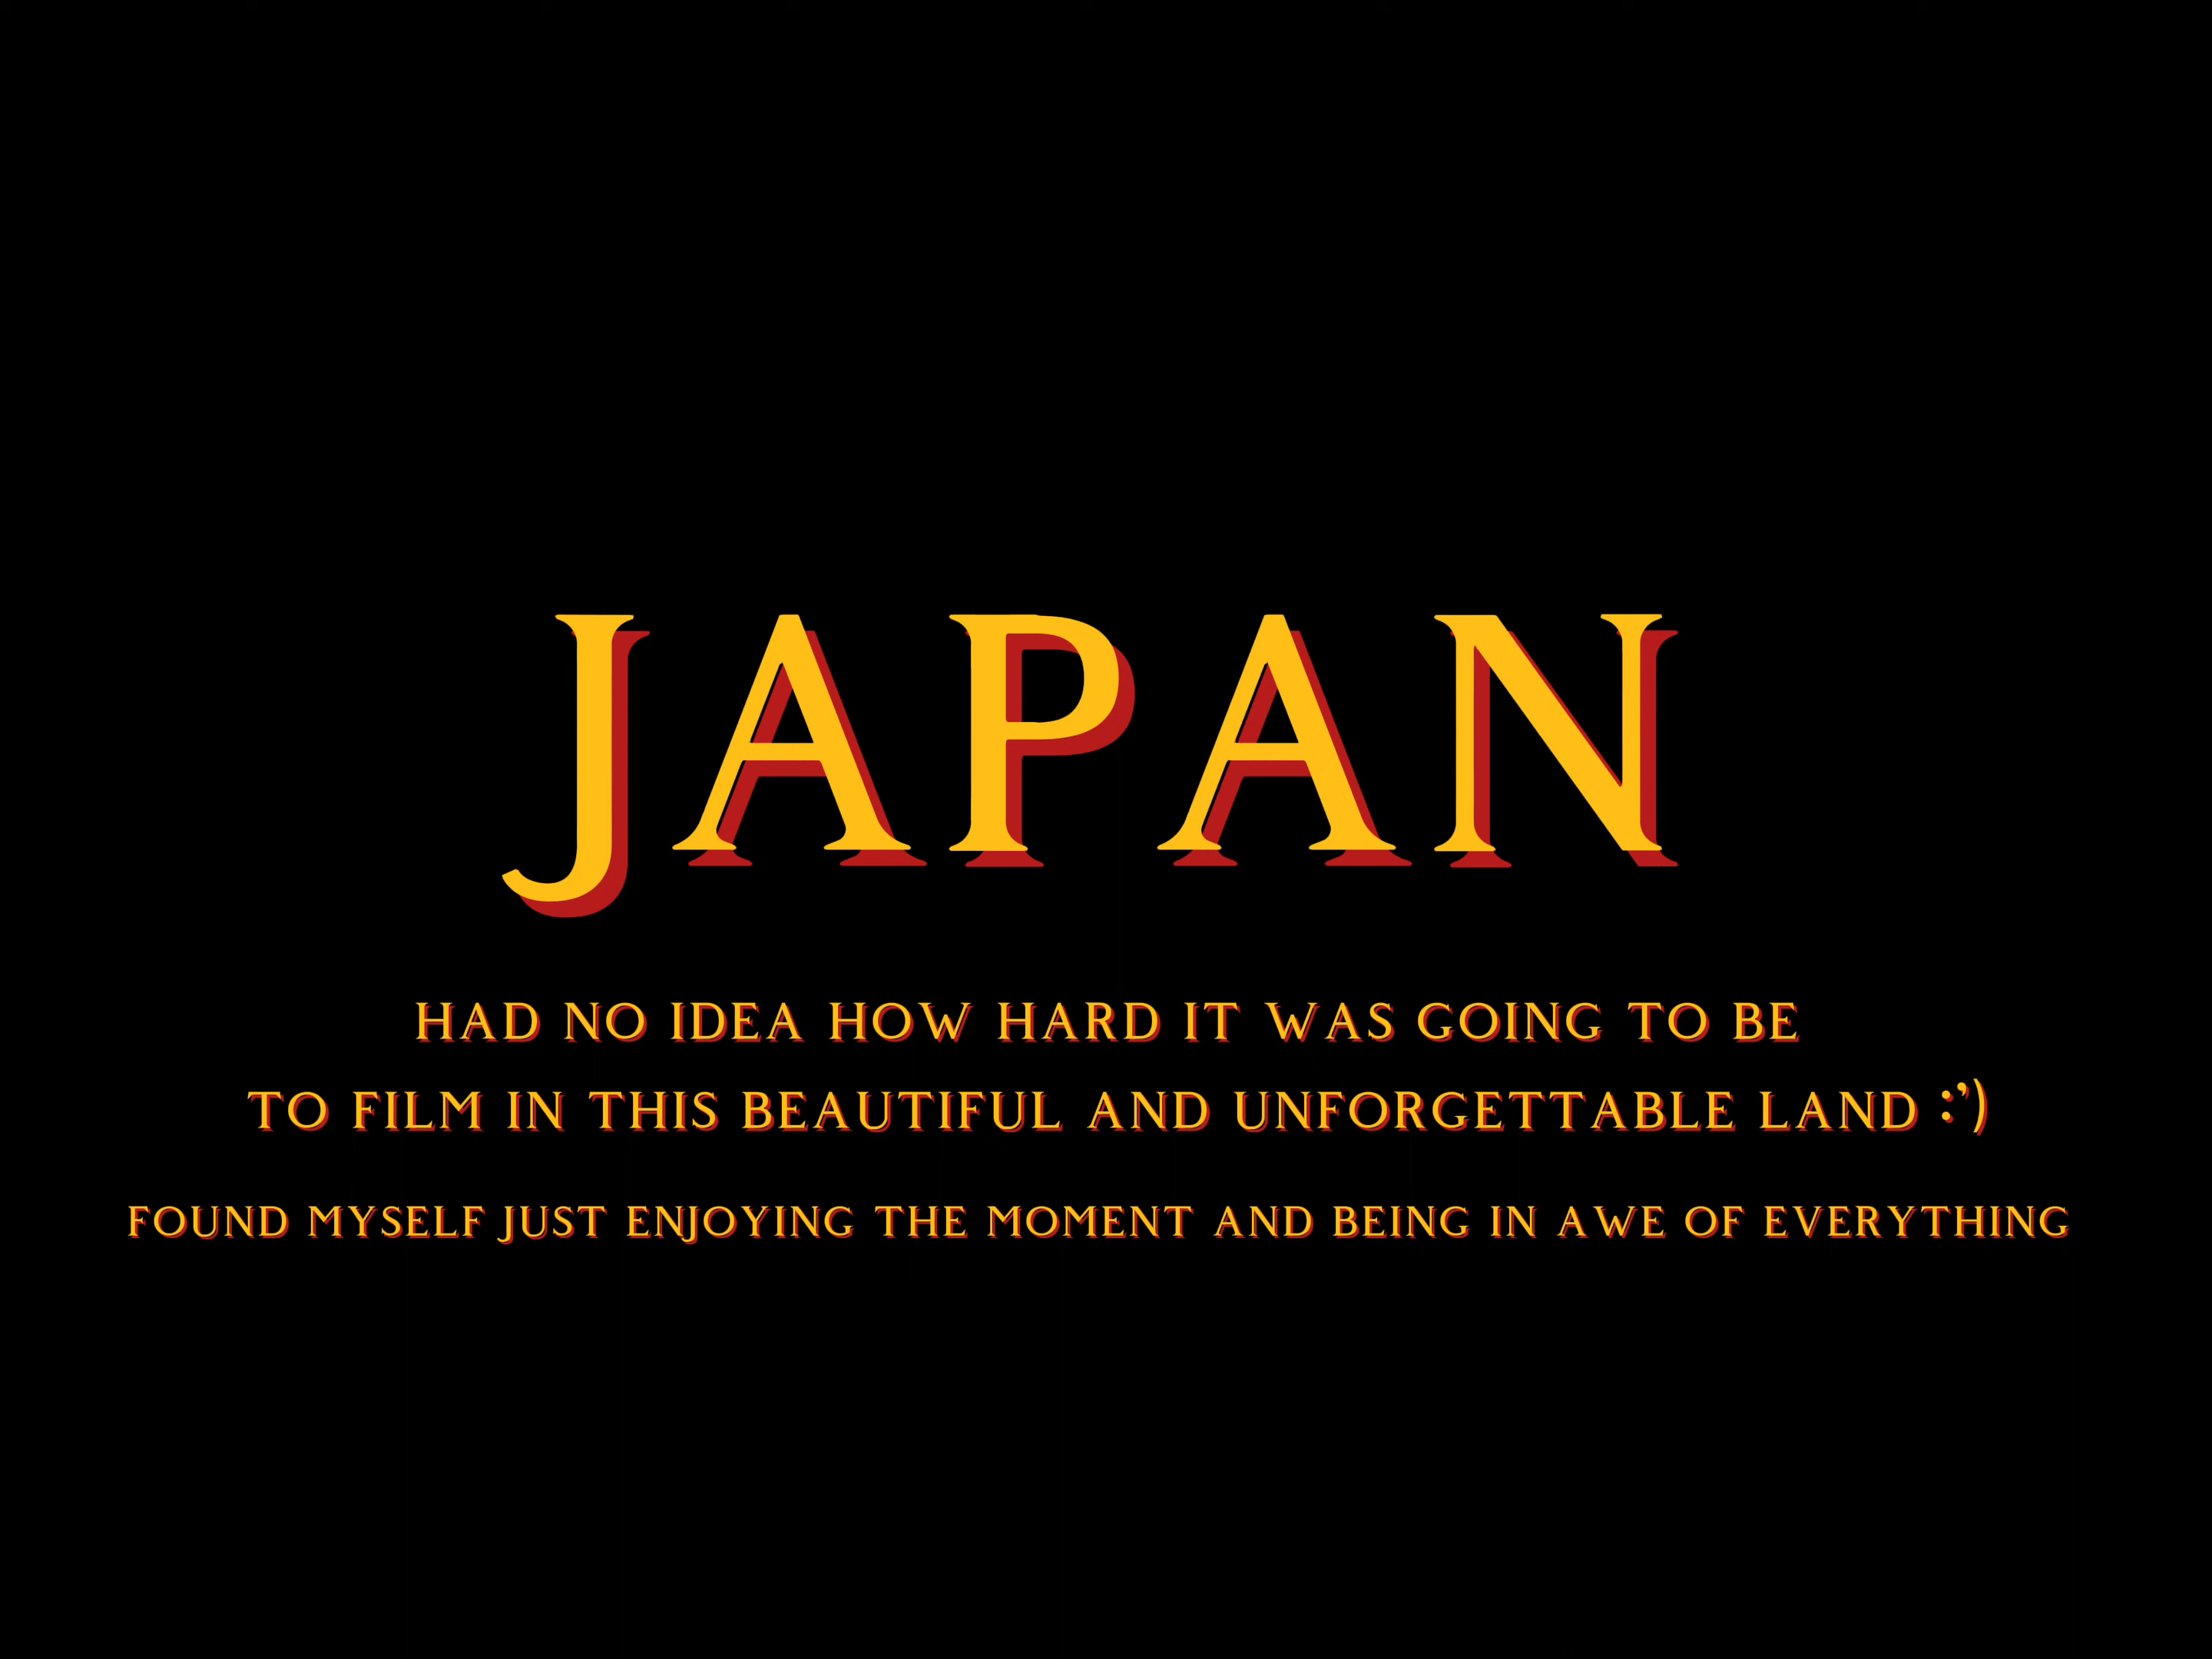 JAPAN
HAD NO IDEA HOW HARD IT WAS GOING TO BE
TO FILM IN THIS BEAUTIFUL AND UNFORGETTABLE LAND :')
FOUND MYSELF JUST ENJOYING THE MOMENT AND BEING IN AWE OF EVERYTHING